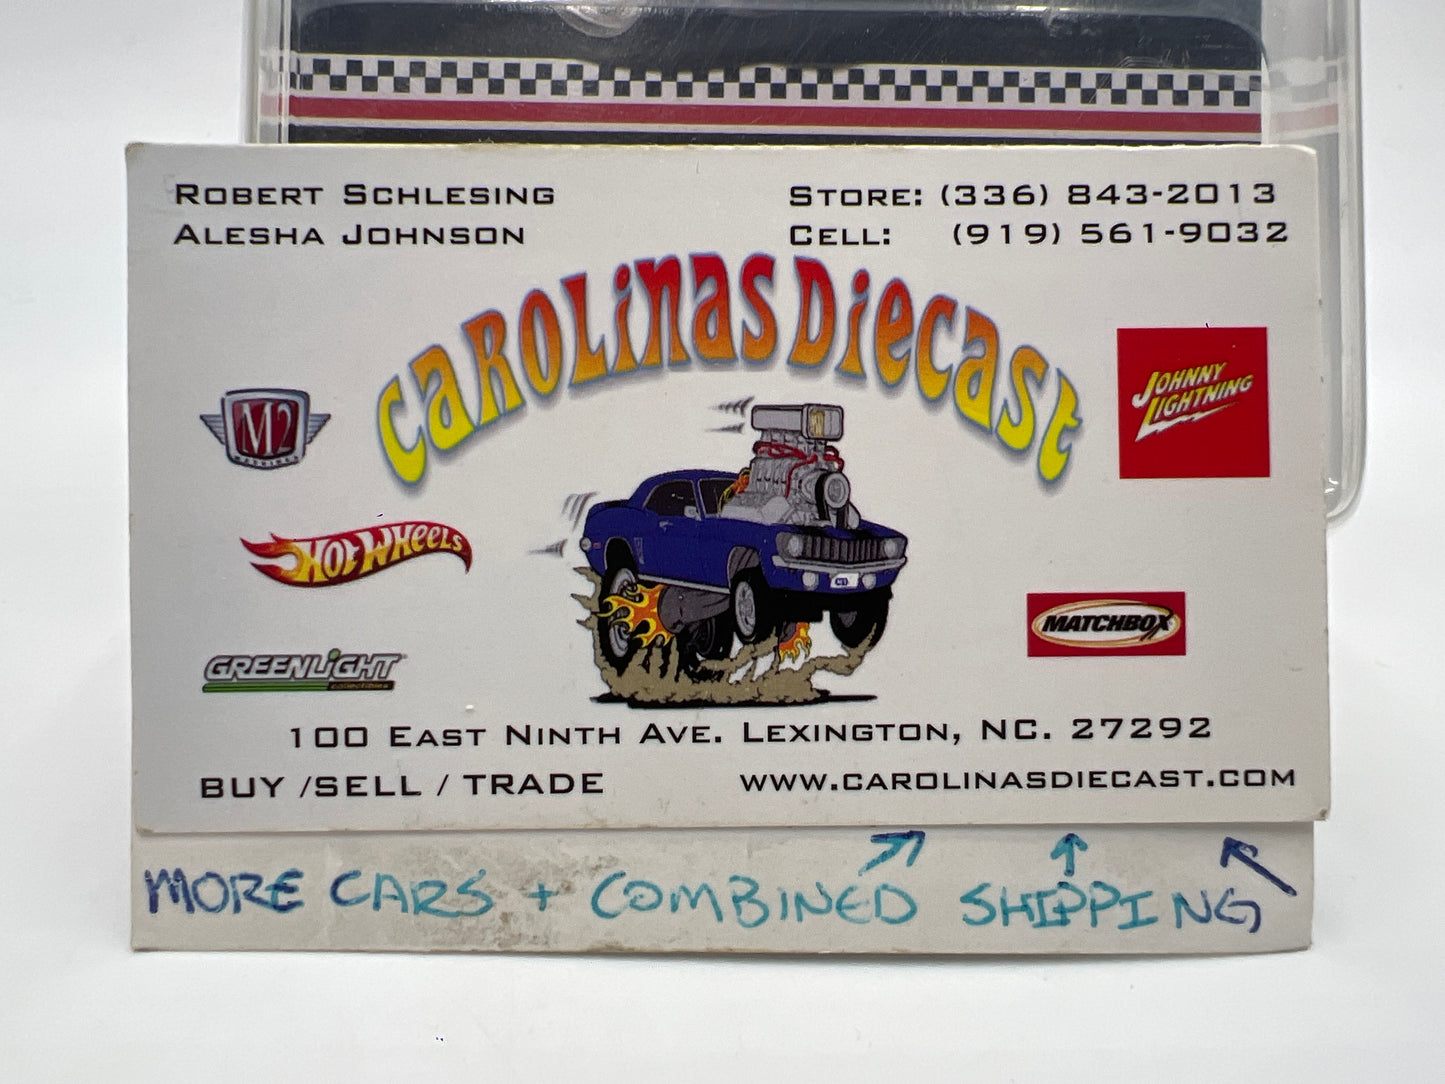 Robert Schlesing
Alesha Johnson
Store: (336) 843-2013
Cell: (919) 561-9032
Carolinas Diecast
M2
MACHINES
Johnny Lightning
Hot Wheels
MATCHBOX
GREENLIGHT
collectibles
100 East Ninth Ave. Lexington, NC. 27292
BUY /SELL / TRADE
www.carolinasdiecast.com
MORE CARS + COMBINED SHIPPING